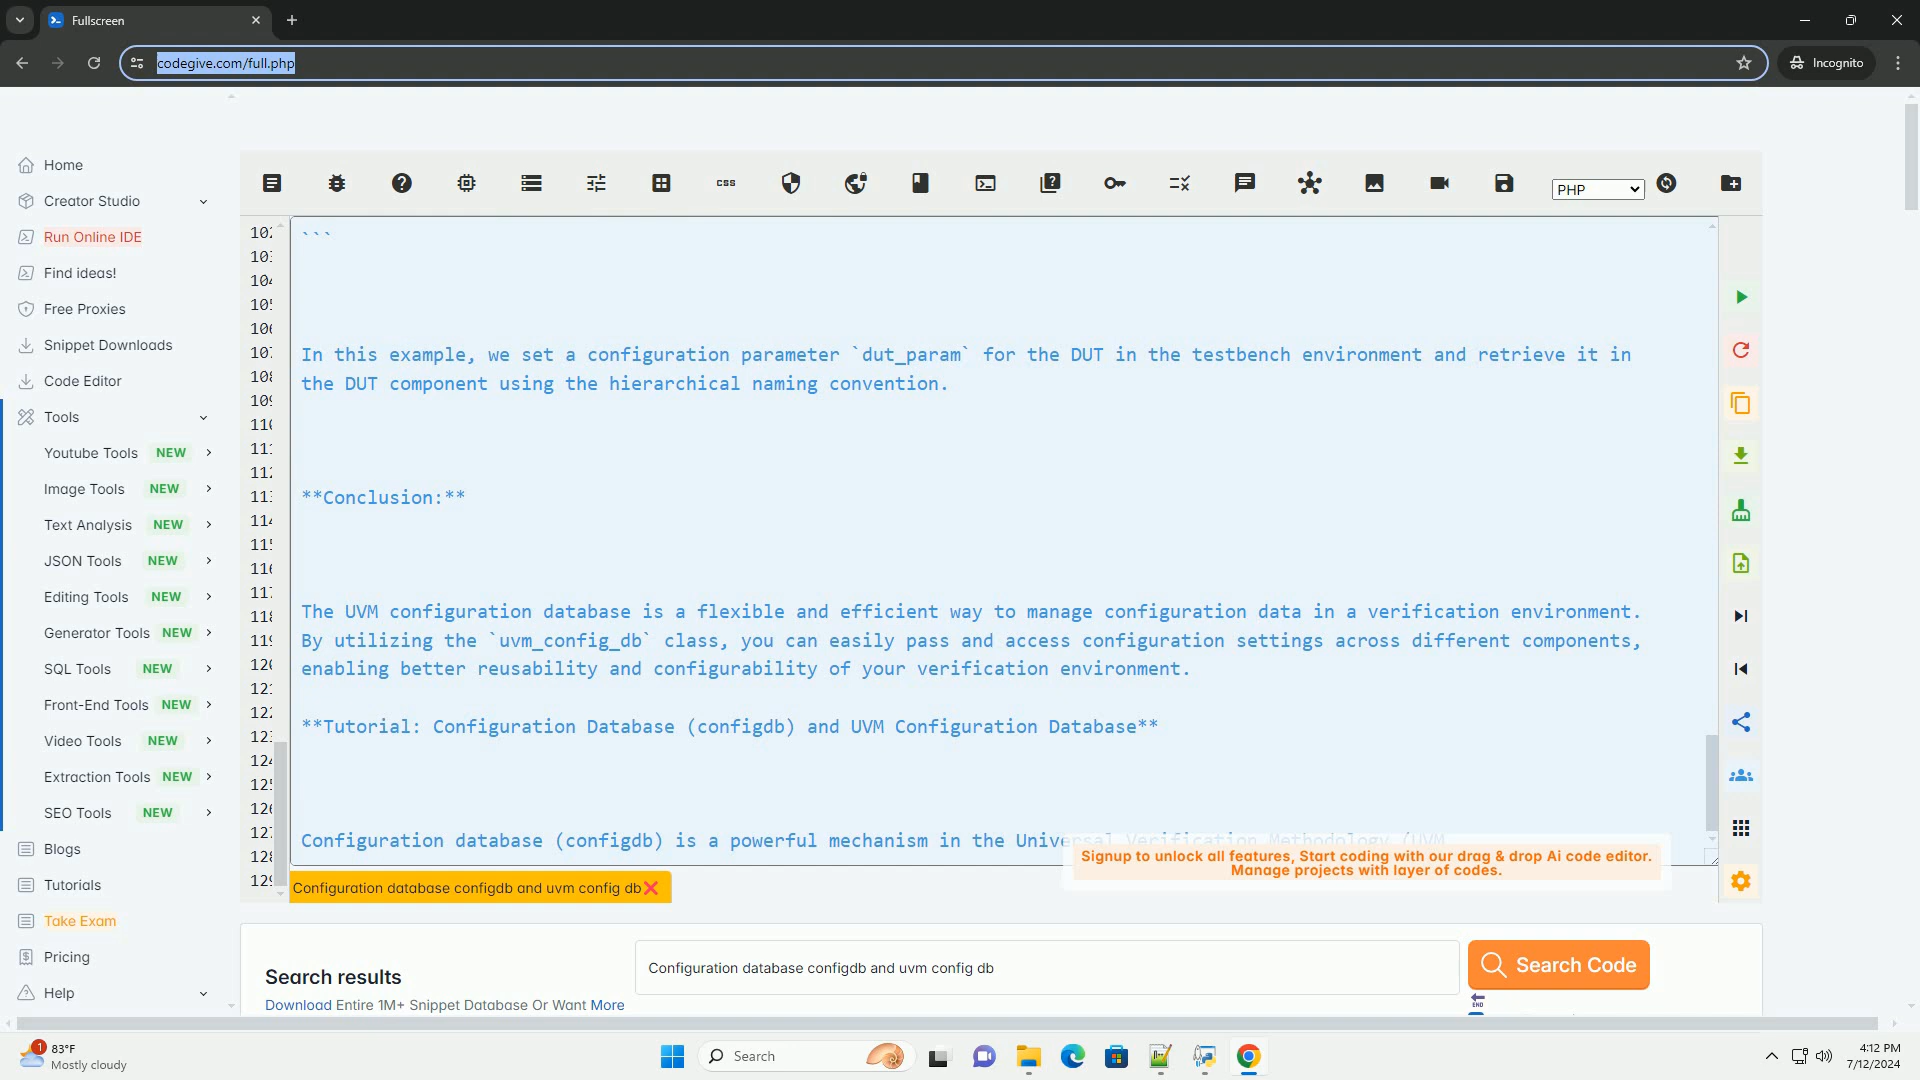 Fullscreen
codegive.com/full.php
Incognito
Home
Creator Studio
Run Online IDE
Find ideas!
Free Proxies
Snippet Downloads
Code Editor
Tools
Youtube Tools NEW
Image Tools NEW
Text Analysis NEW
JSON Tools NEW
Editing Tools NEW
Generator Tools NEW
SQL Tools NEW
Front-End Tools NEW
Video Tools NEW
Extraction Tools NEW
SEO Tools NEW
Blogs
Tutorials
Take Exam
Pricing
Help
css
PHP
```
In this example, we set a configuration parameter `dut_param` for the DUT in the testbench environment and retrieve it in
the DUT component using the hierarchical naming convention.
**Conclusion:**
The UVM configuration database is a flexible and efficient way to manage configuration data in a verification environment.
By utilizing the `uvm_config_db` class, you can easily pass and access configuration settings across different components,
enabling better reusability and configurability of your verification environment.
**Tutorial: Configuration Database (configdb) and UVM Configuration Database**
Configuration database (configdb) is a powerful mechanism in the Universal Verification Methodology (UVM
Signup to unlock all features, Start coding with our drag & drop Ai code editor.
Manage projects with layer of codes.
Configuration database configdb and uvm config db
Search results
Download Entire 1M+ Snippet Database Or Want More
Configuration database configdb and uvm config db
Search Code
END
1
83°F
Mostly cloudy
Search
4:12 PM
7/12/2024